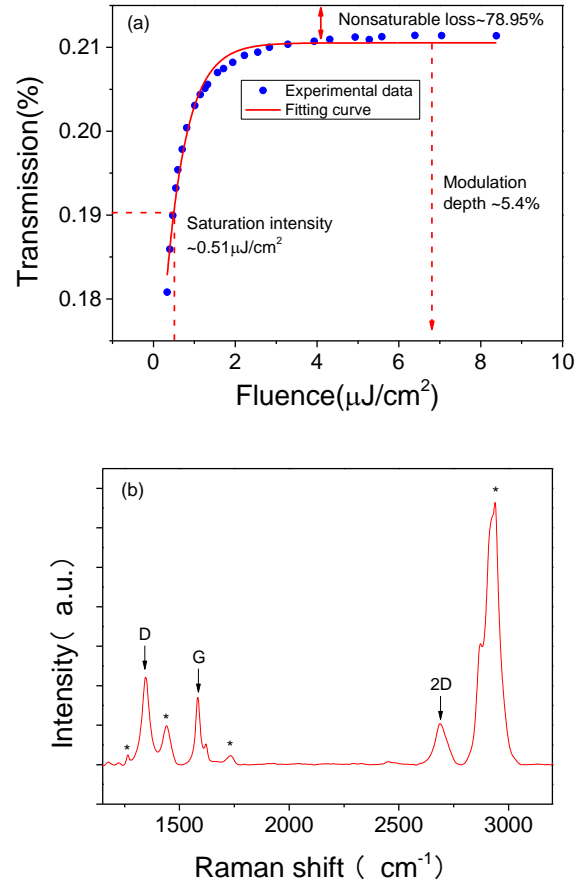 (a)
Nonsaturable loss~78.95%
0.21
Experimental data
Fitting curve
0.20
Transmission(%)
Modulation
depth ~5.4%
0.19
Saturation intensity
~0.51μJ/cm²
0.18
0 2 4 6 8 10
Fluence(μJ/cm²)
(b)
*
D
G
2D
* * *
Intensity( a.u.)
1500 2000 2500 3000
Raman shift( cm⁻¹)